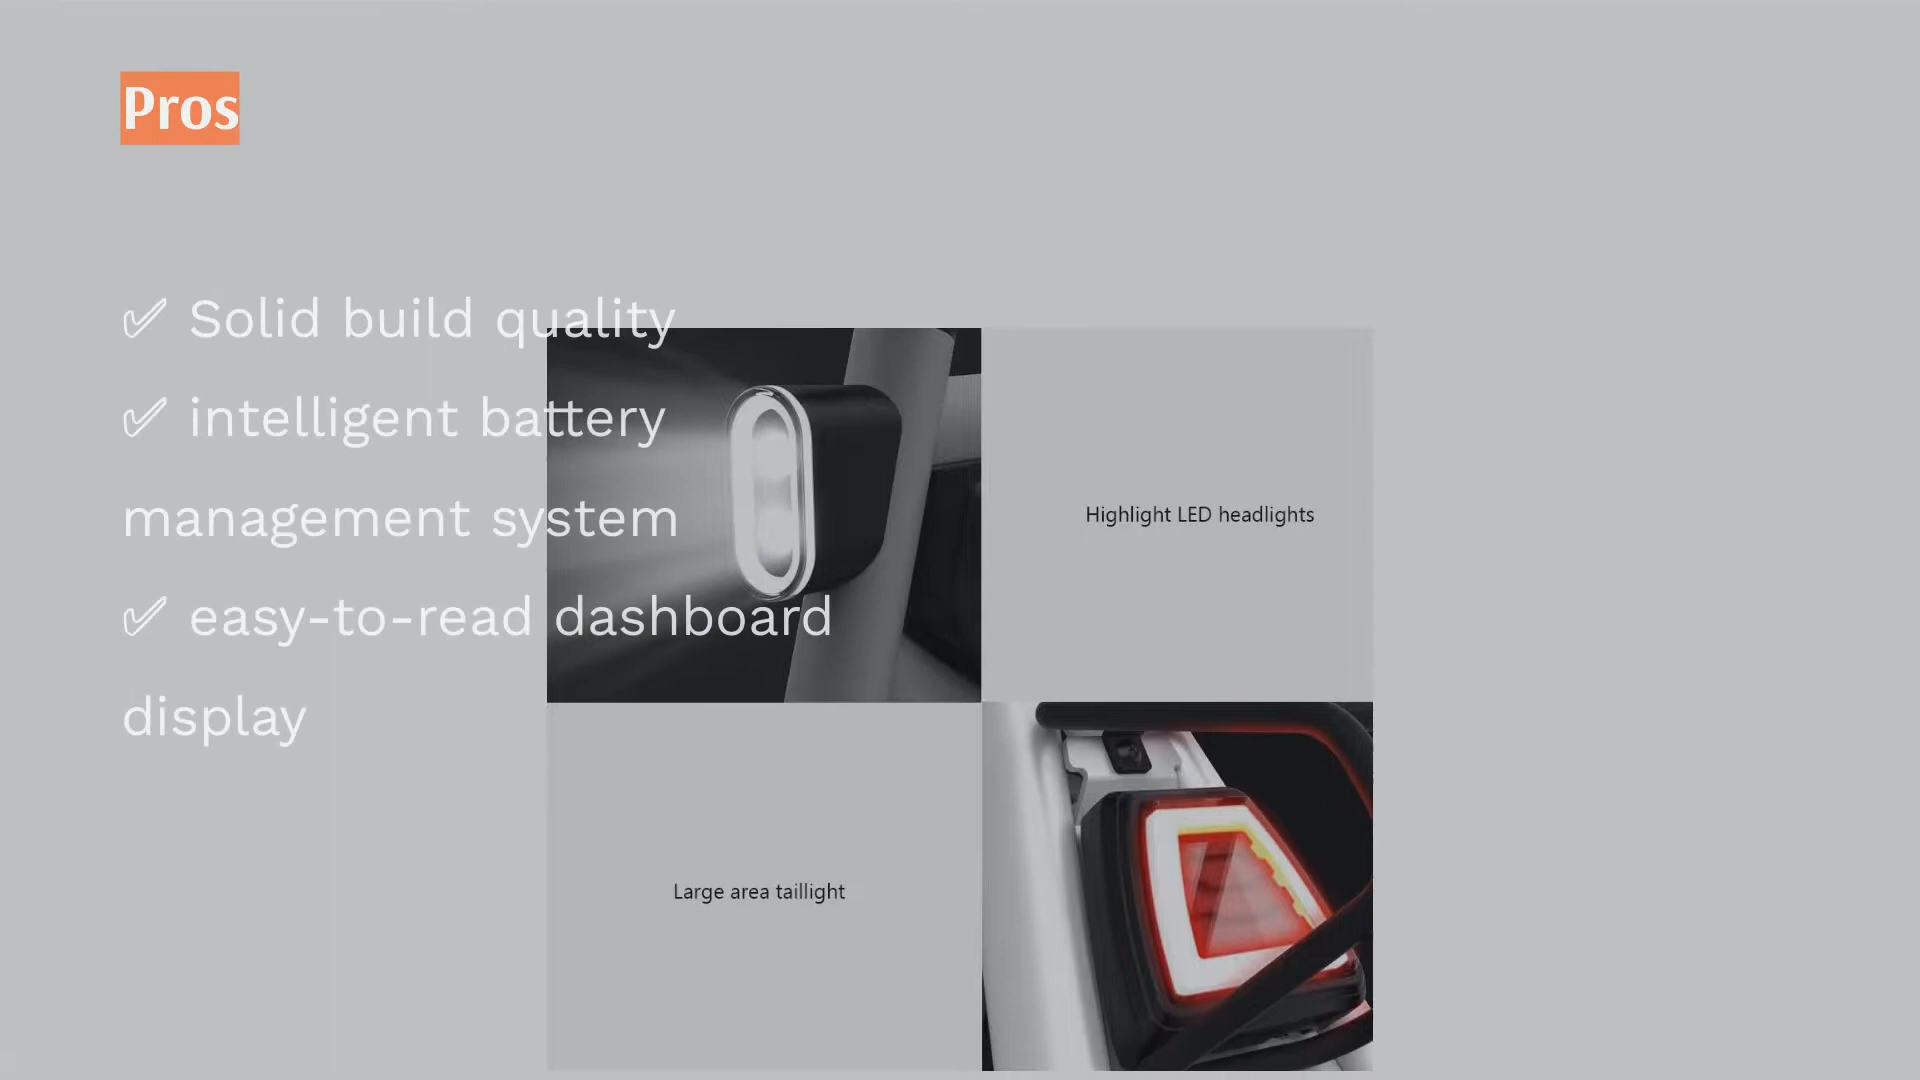 Pros
✅ Solid build quality
✅ intelligent battery
management system
✅ easy-to-read dashboard
display
Highlight LED headlights
Large area taillight